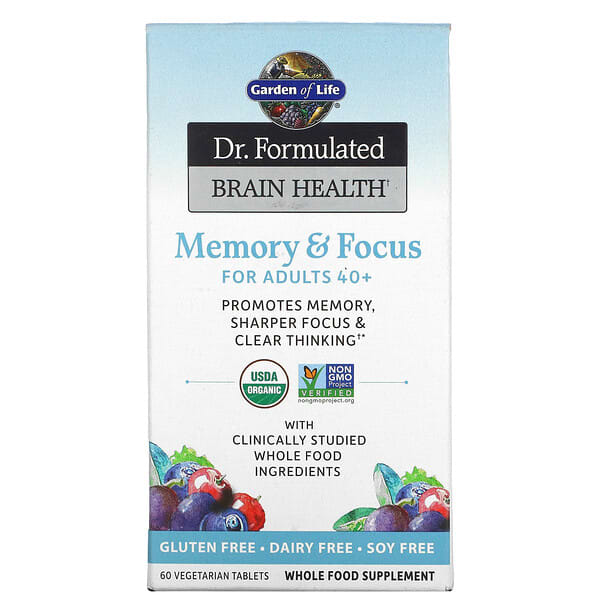 Garden of Life®
Dr. Formulated
BRAIN HEALTH†
Memory & Focus
FOR ADULTS 40+
PROMOTES MEMORY,
SHARPER FOCUS &
CLEAR THINKING†*
USDA
ORGANIC
NON
GMO
Project
VERIFIED
nongmoproject.org
WITH
CLINICALLY STUDIED
WHOLE FOOD
INGREDIENTS
GLUTEN FREE • DAIRY FREE • SOY FREE
60 VEGETARIAN TABLETS WHOLE FOOD SUPPLEMENT